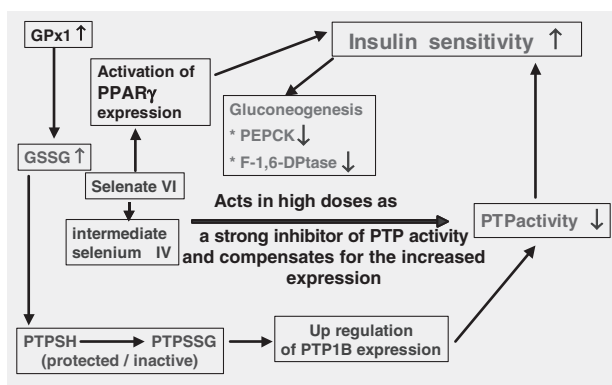 GPx1 ↑
Insulin sensitivity ↑
Activation of
PPARγ
expression
Gluconeogenesis
* PEPCK ↓
* F-1,6-DPtase ↓
GSSG ↑
Selenate VI
Acts in high doses as
PTPactivity ↓
intermediate
selenium IV
a strong inhibitor of PTP activity
and compensates for the increased
expression
PTPSH → PTPSSG
(protected / inactive)
Up regulation
of PTP1B expression